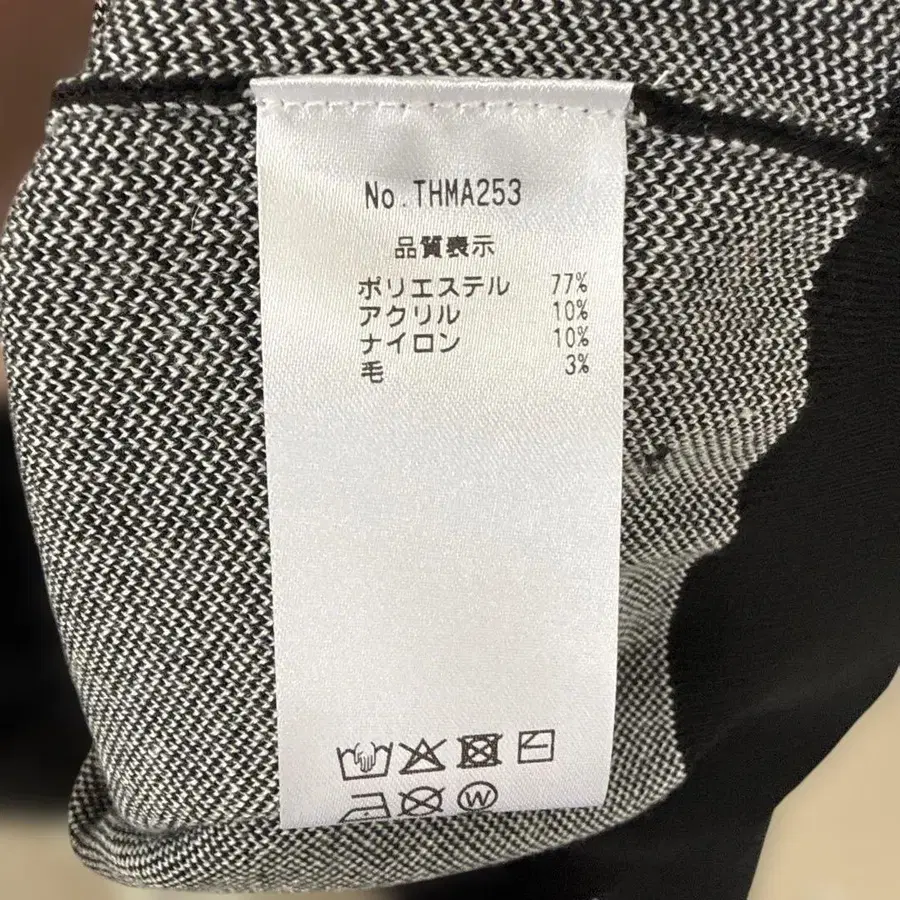 No.THMA253
品質表示
ポリエステル 77%
アクリル 10%
ナイロン 10%
毛 3%
W